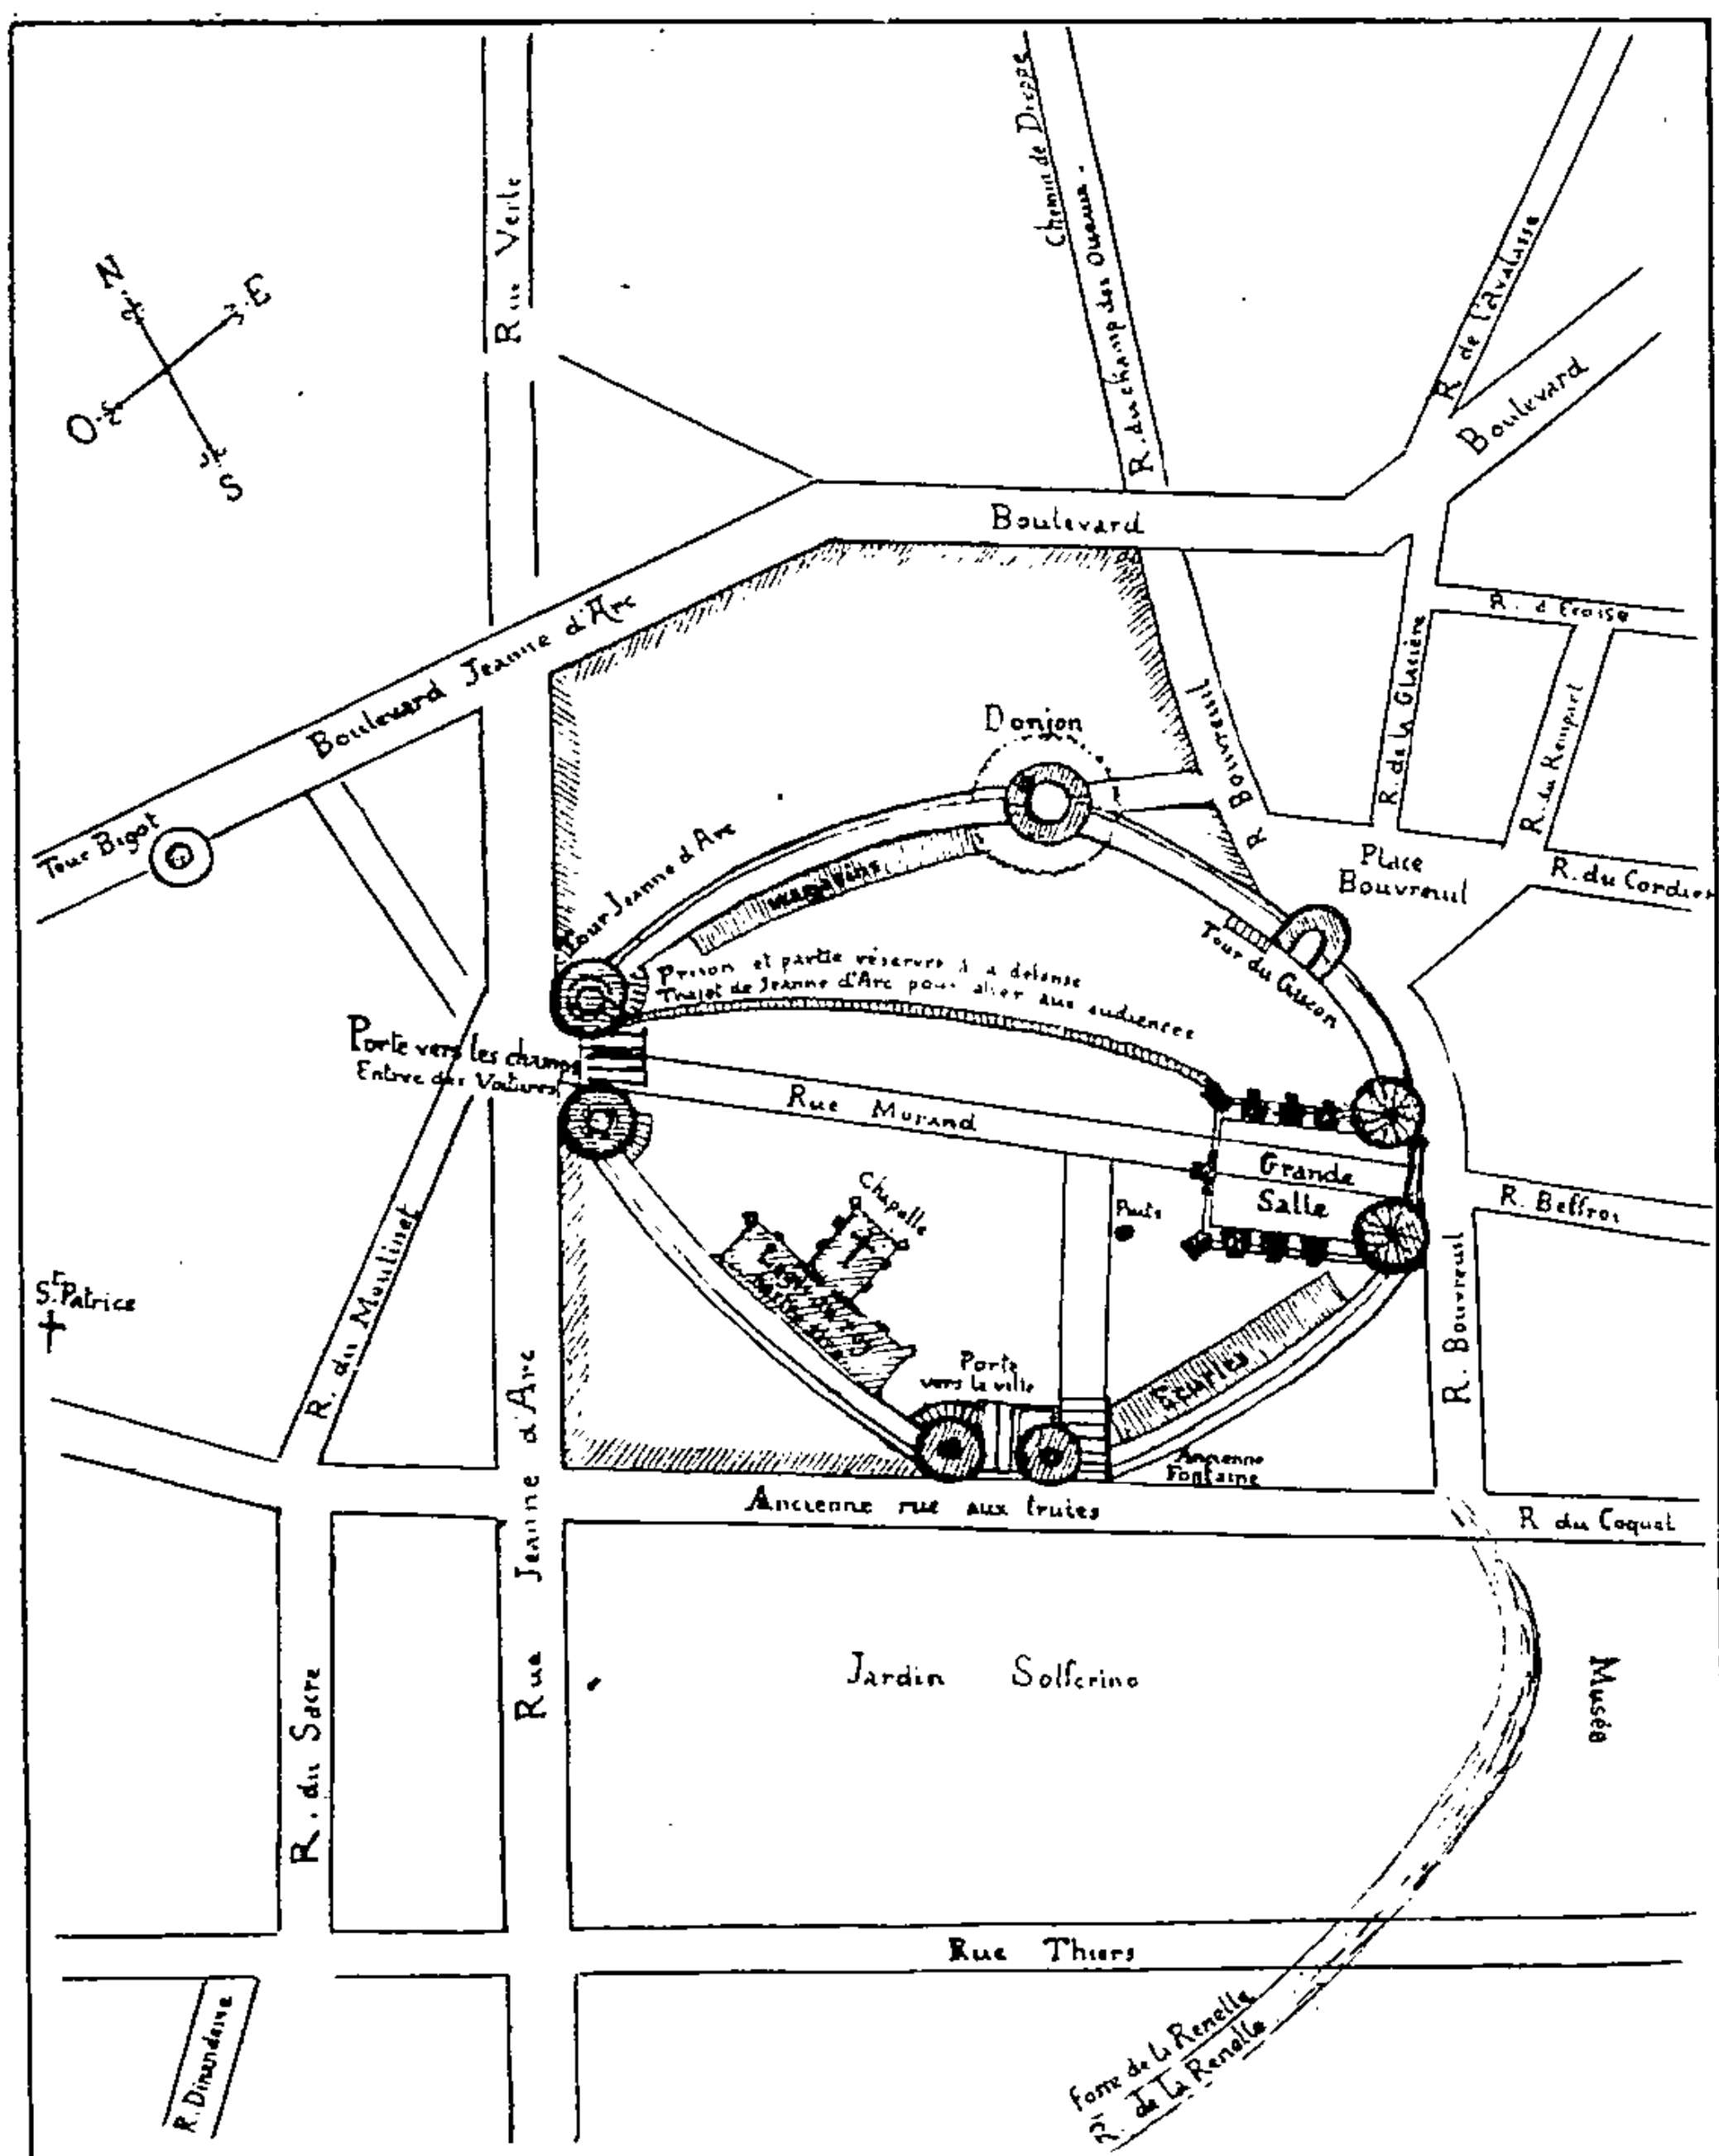 N
E
O
S
Rue Verte
Chemin de Dieppe
R. du champ des Oiseaux.
R. de l'Avalasse
Boulevard
Boulevard
Boulevard Jeanne d'Arc
Tour Bigot
R. de la Glacière
R. du Rempart
R. Bouvreuil
Place
Bouvreuil
R. du Cordier
Donjon
Tour Jeanne d'Arc
Tour du Gascon
Prison et partie réservée à la défense
Trajet de Jeanne d'Arc pour aller aux audiences
Porte vers les champs
Entrée des Voitures
Rue Morand
Grande
Salle
R. Beffroi
Chapelle
Puits
St. Patrice
R. du Moulinet
Porte
vers la ville
Ecuries
R. Bouvreuil
Ancienne
Fontaine
Ancienne rue aux truies
R du Coquet
Rue Jeanne d'Arc
R. du Sacre
Jardin Solferino
Musée
Rue Thiers
R. Dinanderie
Fosse de la Renelle
R. de la Renelle